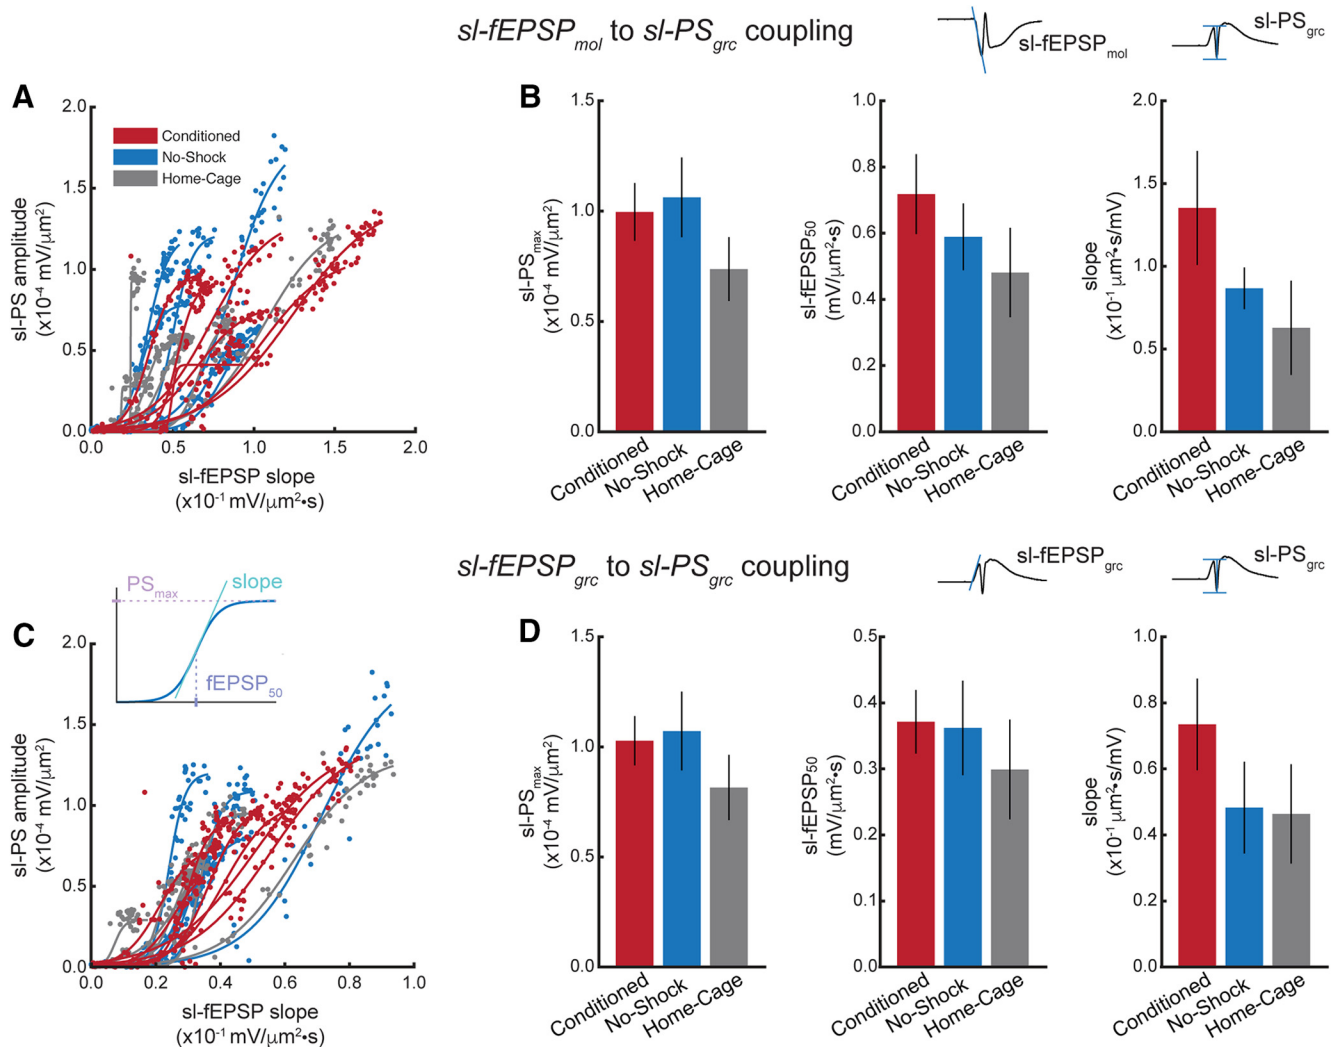 sl-fEPSPmol to sl-PSgrc coupling
sl-fEPSPmol
sl-PSgrc
A
2.0
1.5
1.0
0.5
0.0
sl-PS amplitude
(x10-4 mV/μm2)
Conditioned
No-Shock
Home-Cage
0.0 0.5 1.0 1.5 2.0
sl-fEPSP slope
(x10-1 mV/μm2•s)
B
1.5
1.0
0.5
0.0
sl-PSmax
(x10-4 mV/μm2)
Conditioned
No-Shock
Home-Cage
1.0
0.8
0.6
0.4
0.2
0.0
sl-fEPSP50
(mV/μm2•s)
Conditioned
No-Shock
Home-Cage
2.0
1.5
1.0
0.5
0.0
slope
(x10-1 μm2•s/mV)
Conditioned
No-Shock
Home-Cage
sl-fEPSPgrc to sl-PSgrc coupling
sl-fEPSPgrc
sl-PSgrc
C
PSmax
slope
fEPSP50
2.0
1.5
1.0
0.5
0.0
sl-PS amplitude
(x10-4 mV/μm2)
0.0 0.2 0.4 0.6 0.8 1.0
sl-fEPSP slope
(x10-1 mV/μm2•s)
D
1.5
1.0
0.5
0.0
sl-PSmax
(x10-4 mV/μm2)
Conditioned
No-Shock
Home-Cage
0.5
0.4
0.3
0.2
0.1
0.0
sl-fEPSP50
(mV/μm2•s)
Conditioned
No-Shock
Home-Cage
1.0
0.8
0.6
0.4
0.2
0.0
slope
(x10-1 μm2•s/mV)
Conditioned
No-Shock
Home-Cage